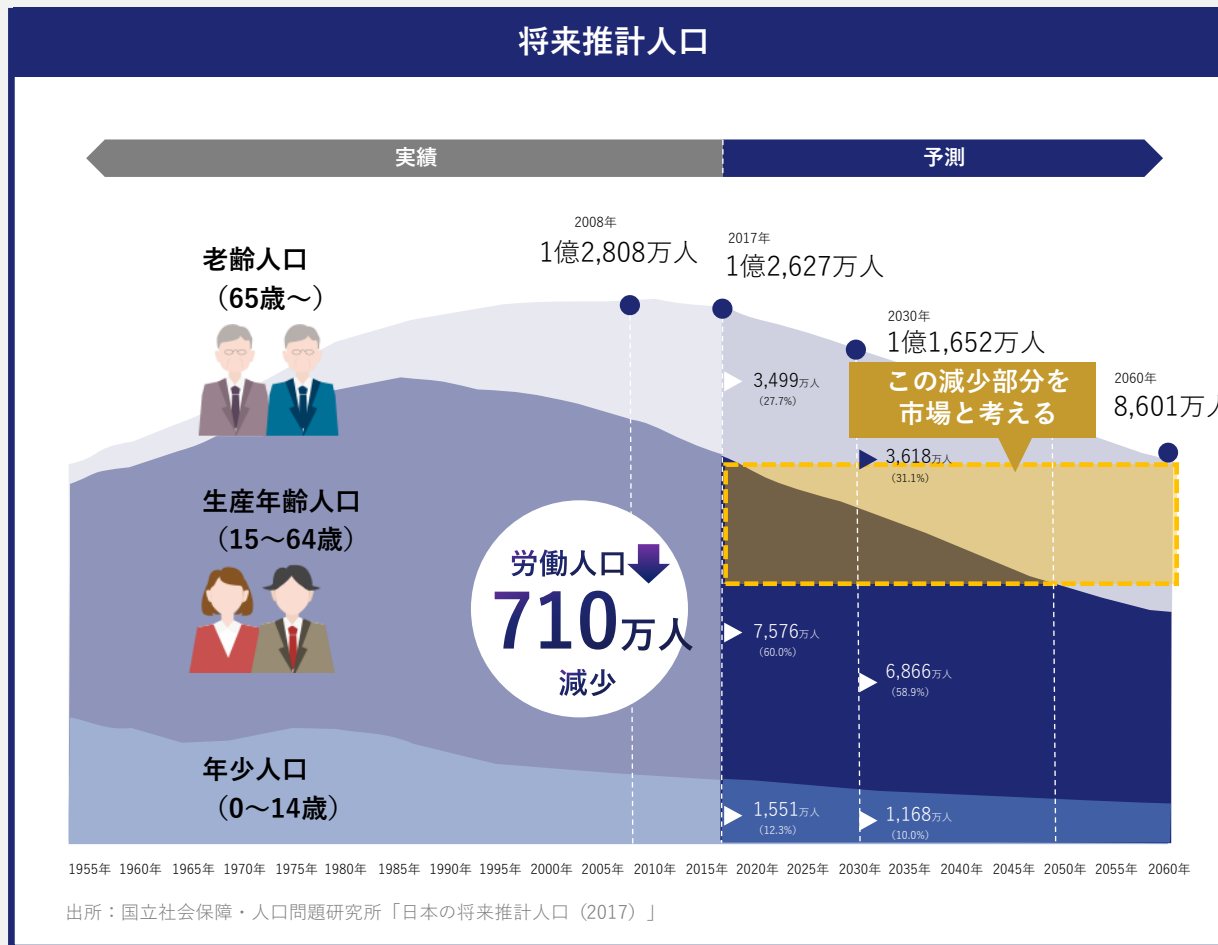 将来推計人口
実績
予測
2008年
1億2,808万人
2017年
1億2,627万人
2030年
1億1,652万人
2060年
8,601万人
老齢人口
（65歳〜）
この減少部分を
市場と考える
3,499万人
（27.7%）
3,618万人
（31.1%）
生産年齢人口
（15〜64歳）
労働人口
710万人
減少
7,576万人
（60.0%）
6,866万人
（58.9%）
年少人口
（0〜14歳）
1,551万人
（12.3%）
1,168万人
（10.0%）
1955年 1960年 1965年 1970年 1975年 1980年 1985年 1990年 1995年 2000年 2005年 2010年 2015年 2020年 2025年 2030年 2035年 2040年 2045年 2050年 2055年 2060年
出所：国立社会保障・人口問題研究所「日本の将来推計人口（2017）」